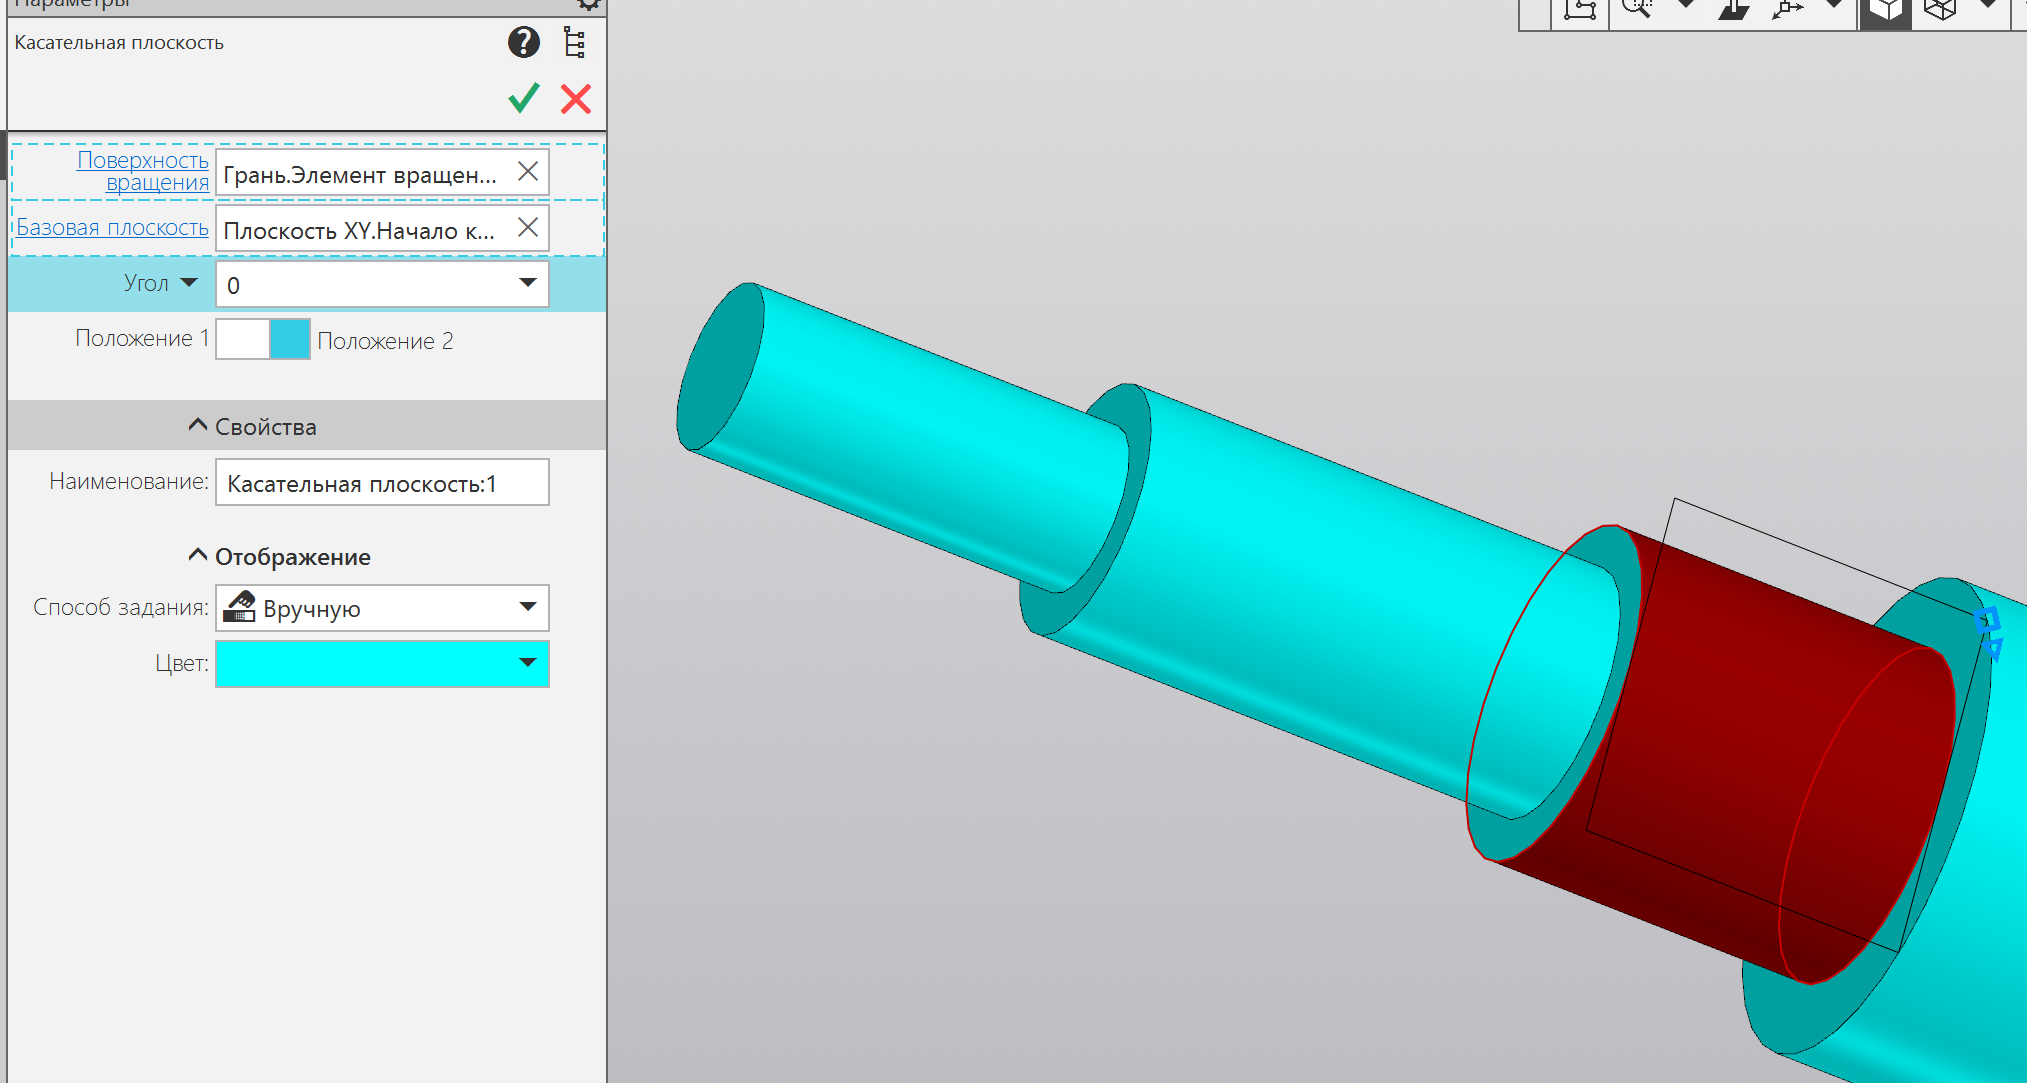 Параметры
Касательная плоскость
?
Поверхность
вращения
Грань.Элемент вращен...
Базовая плоскость
Плоскость XY.Начало к...
Угол
0
Положение 1
Положение 2
Свойства
Наименование:
Касательная плоскость:1
Отображение
Способ задания:
Вручную
Цвет: